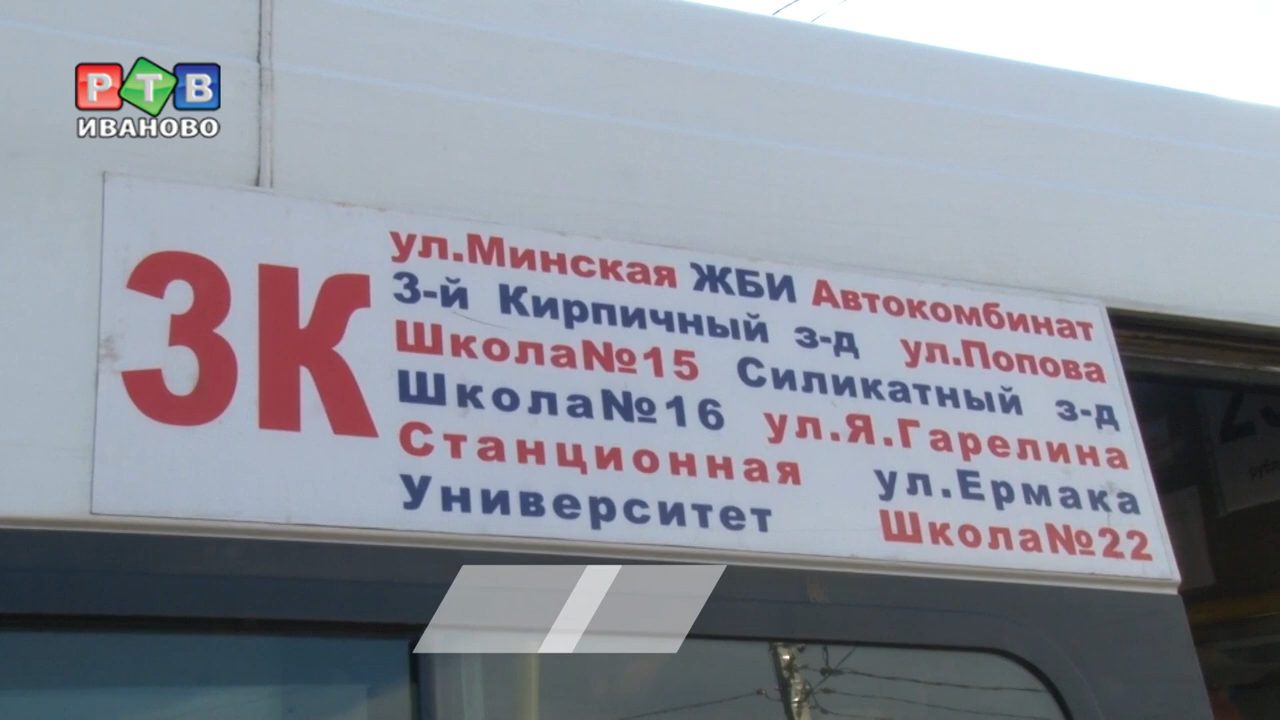 РТВ
ИВАНОВО
3К
ул.Минская ЖБИ Автокомбинат
3-й Кирпичный з-д ул.Попова
Школа№15 Силикатный з-д
Школа№16 ул.Я.Гарелина
Станционная ул.Ермака
Университет Школа№22